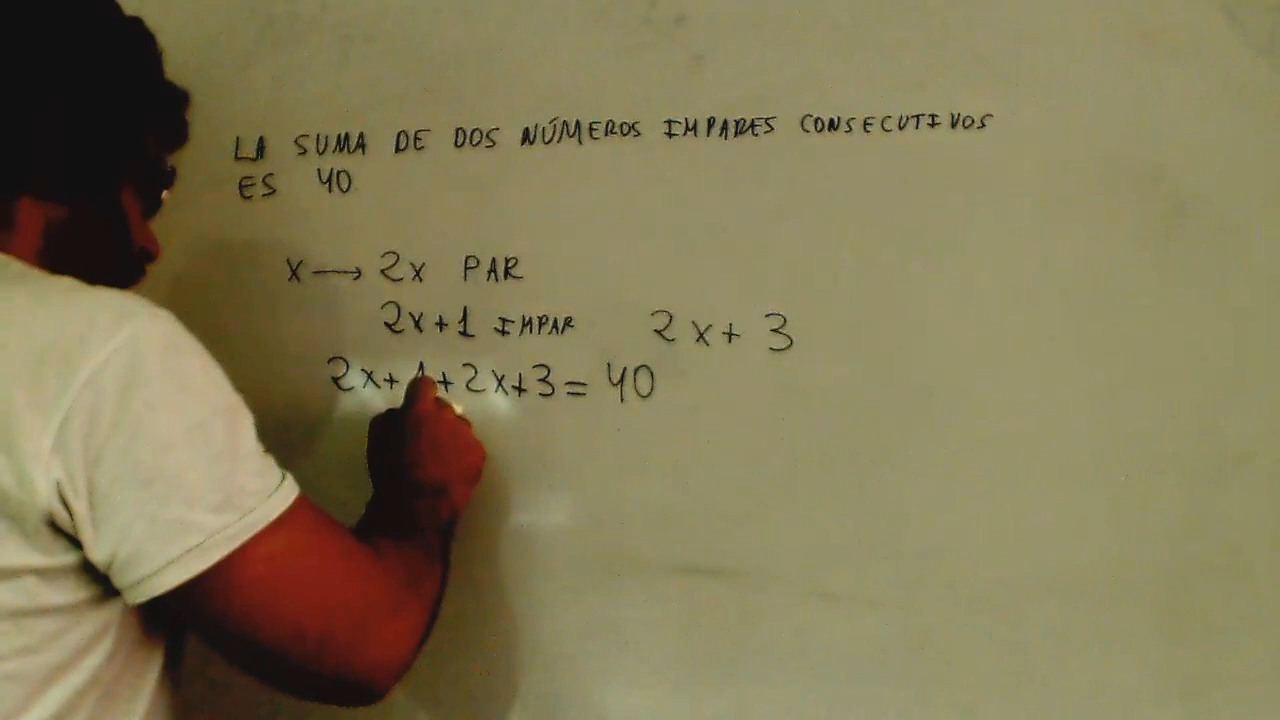 LA SUMA DE DOS NÚMEROS IMPARES CONSECUTIVOS
ES 40
x → 2x PAR
2x+1 IMPAR 2x+3
2x+1+2x+3=40